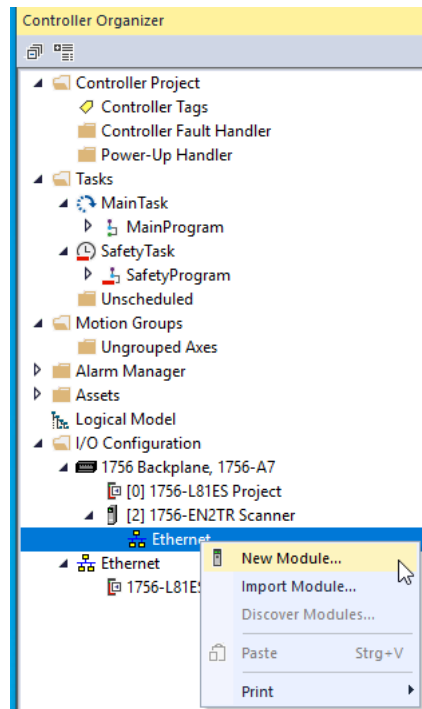 Controller Organizer
Controller Project
Controller Tags
Controller Fault Handler
Power-Up Handler
Tasks
MainTask
MainProgram
SafetyTask
SafetyProgram
Unscheduled
Motion Groups
Ungrouped Axes
Alarm Manager
Assets
Logical Model
I/O Configuration
1756 Backplane, 1756-A7
[0] 1756-L81ES Project
[2] 1756-EN2TR Scanner
Ethernet
New Module...
Ethernet
1756-L81ES
Import Module...
Discover Modules...
Paste Strg+V
Print